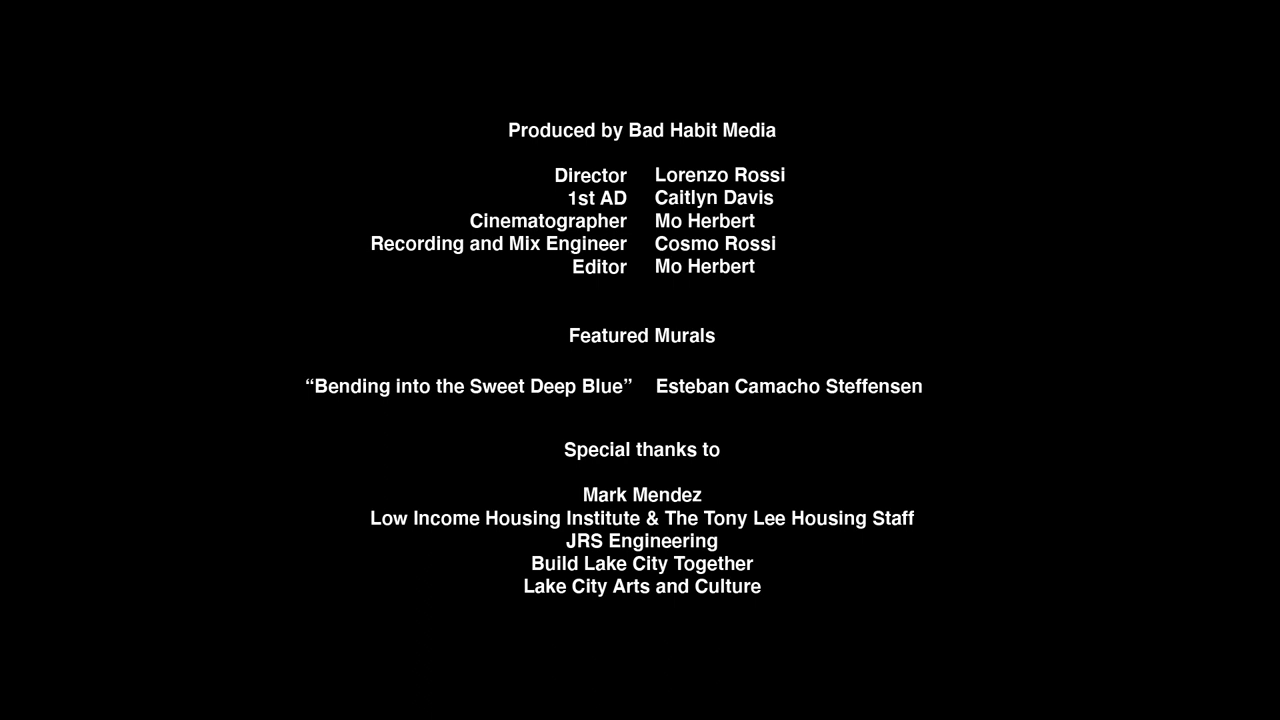 Produced by Bad Habit Media
Director Lorenzo Rossi
1st AD Caitlyn Davis
Cinematographer Mo Herbert
Recording and Mix Engineer Cosmo Rossi
Editor Mo Herbert
Featured Murals
“Bending into the Sweet Deep Blue” Esteban Camacho Steffensen
Special thanks to
Mark Mendez
Low Income Housing Institute & The Tony Lee Housing Staff
JRS Engineering
Build Lake City Together
Lake City Arts and Culture